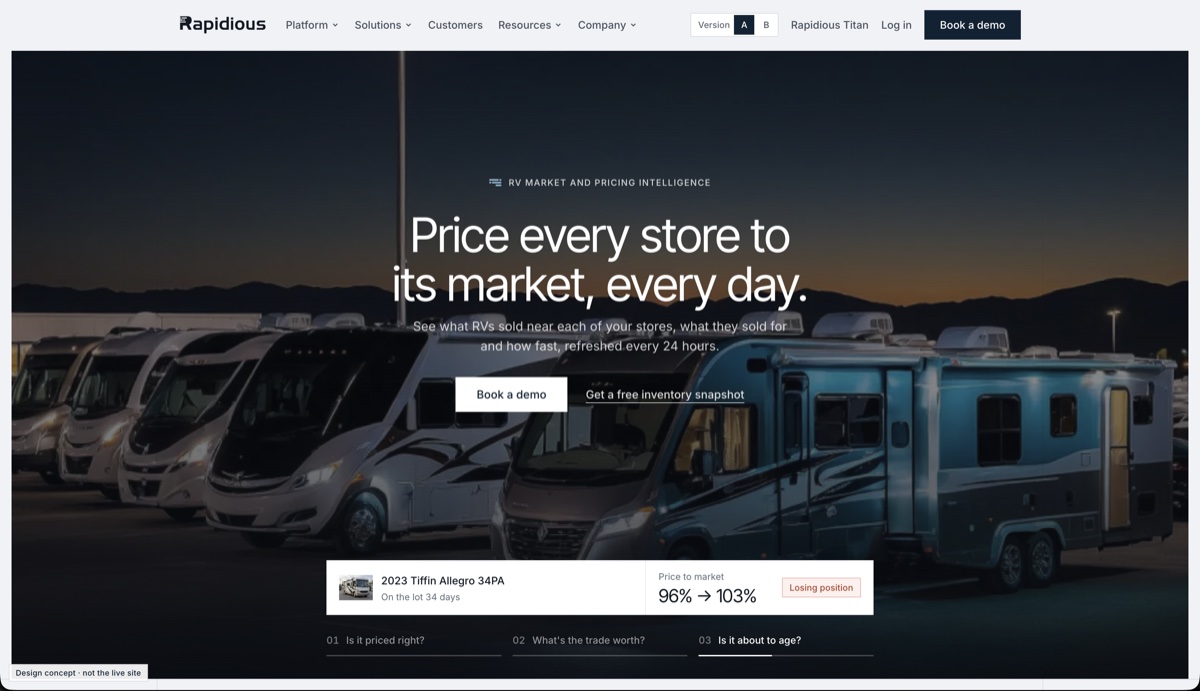 Rapidious
Platform
Solutions
Customers
Resources
Company
Version A B
Rapidious Titan
Log in
Book a demo
RV MARKET AND PRICING INTELLIGENCE
Price every store to
its market, every day.
See what RVs sold near each of your stores, what they sold for
and how fast, refreshed every 24 hours.
Book a demo
Get a free inventory snapshot
2023 Tiffin Allegro 34PA
On the lot 34 days
Price to market
96% → 103%
Losing position
01 Is it priced right?
02 What's the trade worth?
03 Is it about to age?
Design concept · not the live site